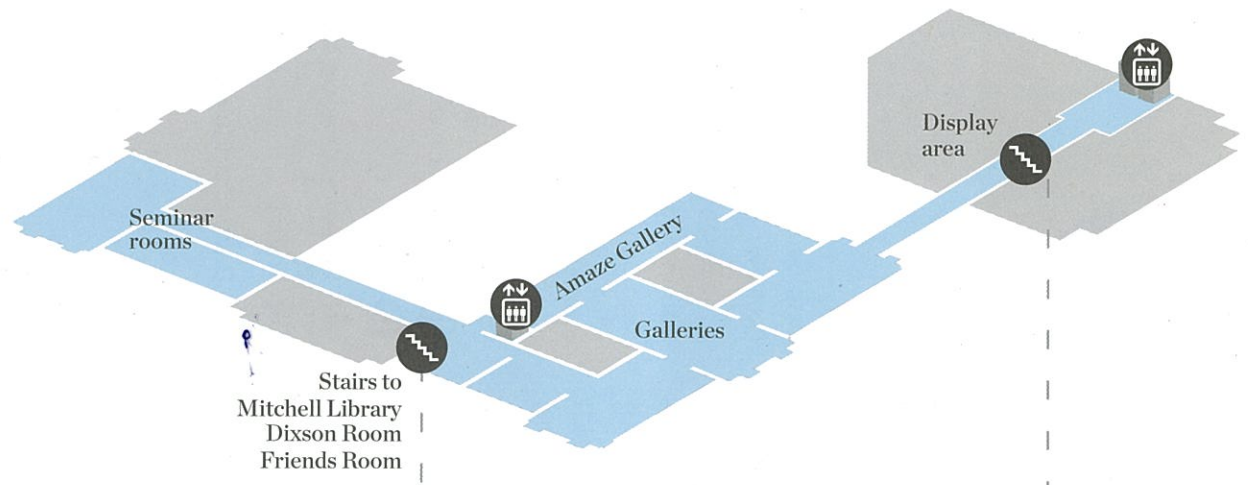 Display
area
Seminar
rooms
Amaze Gallery
Galleries
Stairs to
Mitchell Library
Dixson Room
Friends Room